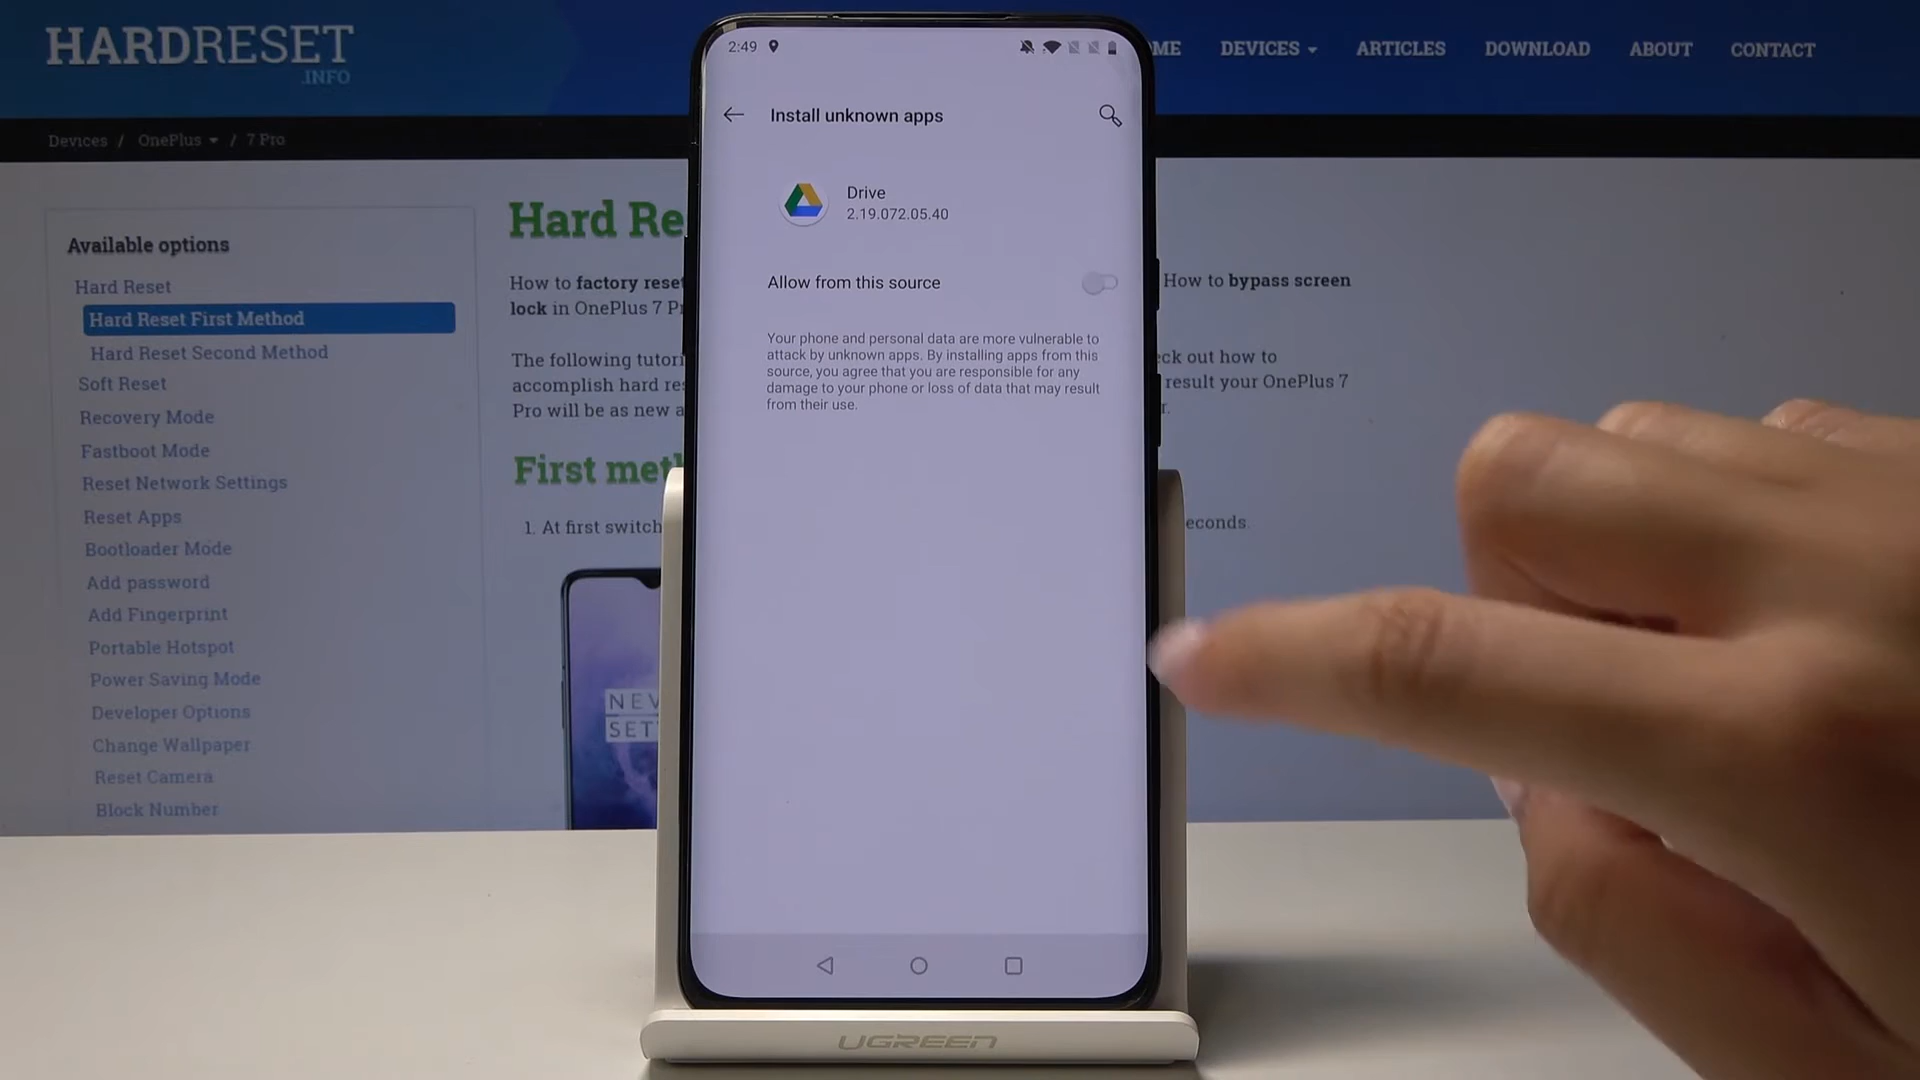 HARDRESET
.INFO
ME
DEVICES
ARTICLES
DOWNLOAD
ABOUT
CONTACT
Devices / OnePlus / 7 Pro
Available options
Hard Reset
Hard Reset First Method
Hard Reset Second Method
Soft Reset
Recovery Mode
Fastboot Mode
Reset Network Settings
Reset Apps
Bootloader Mode
Add password
Add Fingerprint
Portable Hotspot
Power Saving Mode
Developer Options
Change Wallpaper
Reset Camera
Block Number
Hard Re
How to factory reset
lock in OnePlus 7 P
The following tutori
accomplish hard res
Pro will be as new a
First met
1. At first switch
NEV
SET
2:49
Install unknown apps
Drive
2.19.072.05.40
Allow from this source
Your phone and personal data are more vulnerable to
attack by unknown apps. By installing apps from this
source, you agree that you are responsible for any
damage to your phone or loss of data that may result
from their use.
How to bypass screen
eck out how to
result your OnePlus 7
r.
econds.
UGREEN